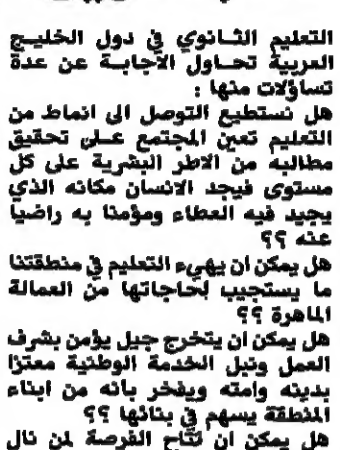 التعليم الثانوي في دول الخليج
العربية تحاول الأجابة عن عدة
تساؤلات منها :
هل نستطيع التوصل الى انماط من
التعليم تعين المجتمع على تحقيق
مطالبه من الاطر البشرية على كل
مستوى فيجد الانسان مكانه الذي
يجيد فيه العطاء ومؤمنا به راضيا
عنه ؟؟
هل يمكن ان يهيء التعليم في منطقتنا
ما يستجيب لحاجاتها من العمالة
الماهرة ؟؟
هل يمكن ان يتخرج جيل يؤمن بشرف
العمل ونبل الخدمة الوطنية معتزا
بدينه وامته ويفخر بانه من ابناء
المنطقة يسهم في بنائها ؟؟
هل يمكن ان تتاح الفرصة لمن نال